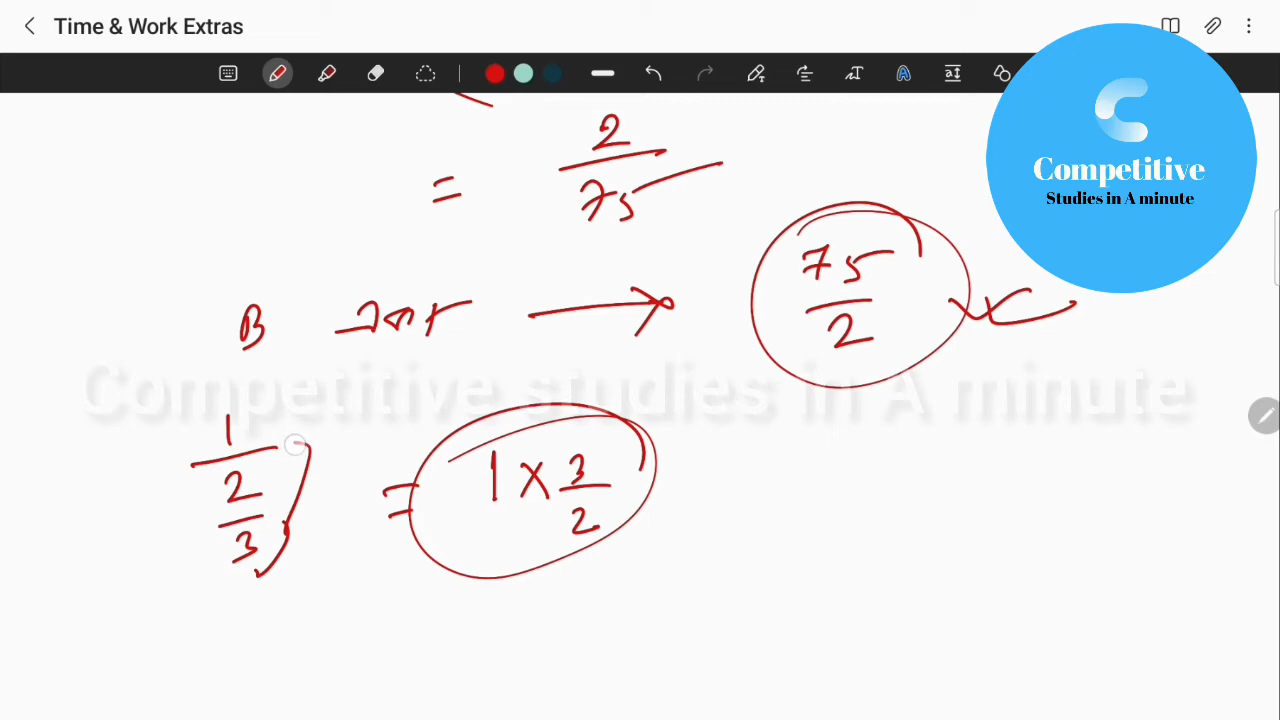 Time & Work Extras
Competitive
Studies in A minute
= 2/75
B → 75/2
Competitive studies in A minute
1/(2/3) = 1 × 3/2